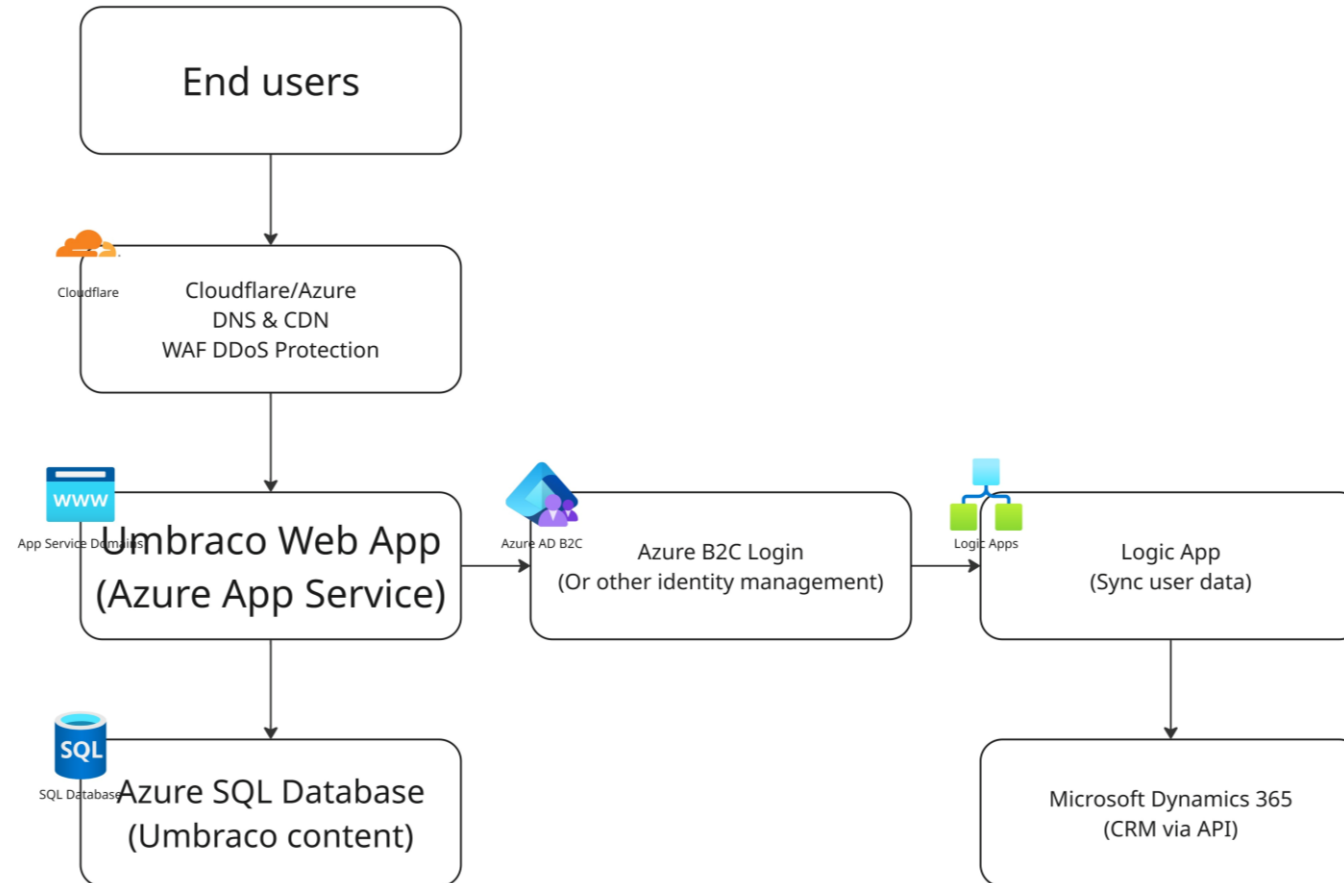 End users
Cloudflare
Cloudflare/Azure
DNS & CDN
WAF DDoS Protection
WWW
App Service Domains
Umbraco Web App
(Azure App Service)
Azure AD B2C
Azure B2C Login
(Or other identity management)
Logic Apps
Logic App
(Sync user data)
SQL
SQL Database
Azure SQL Database
(Umbraco content)
Microsoft Dynamics 365
(CRM via API)